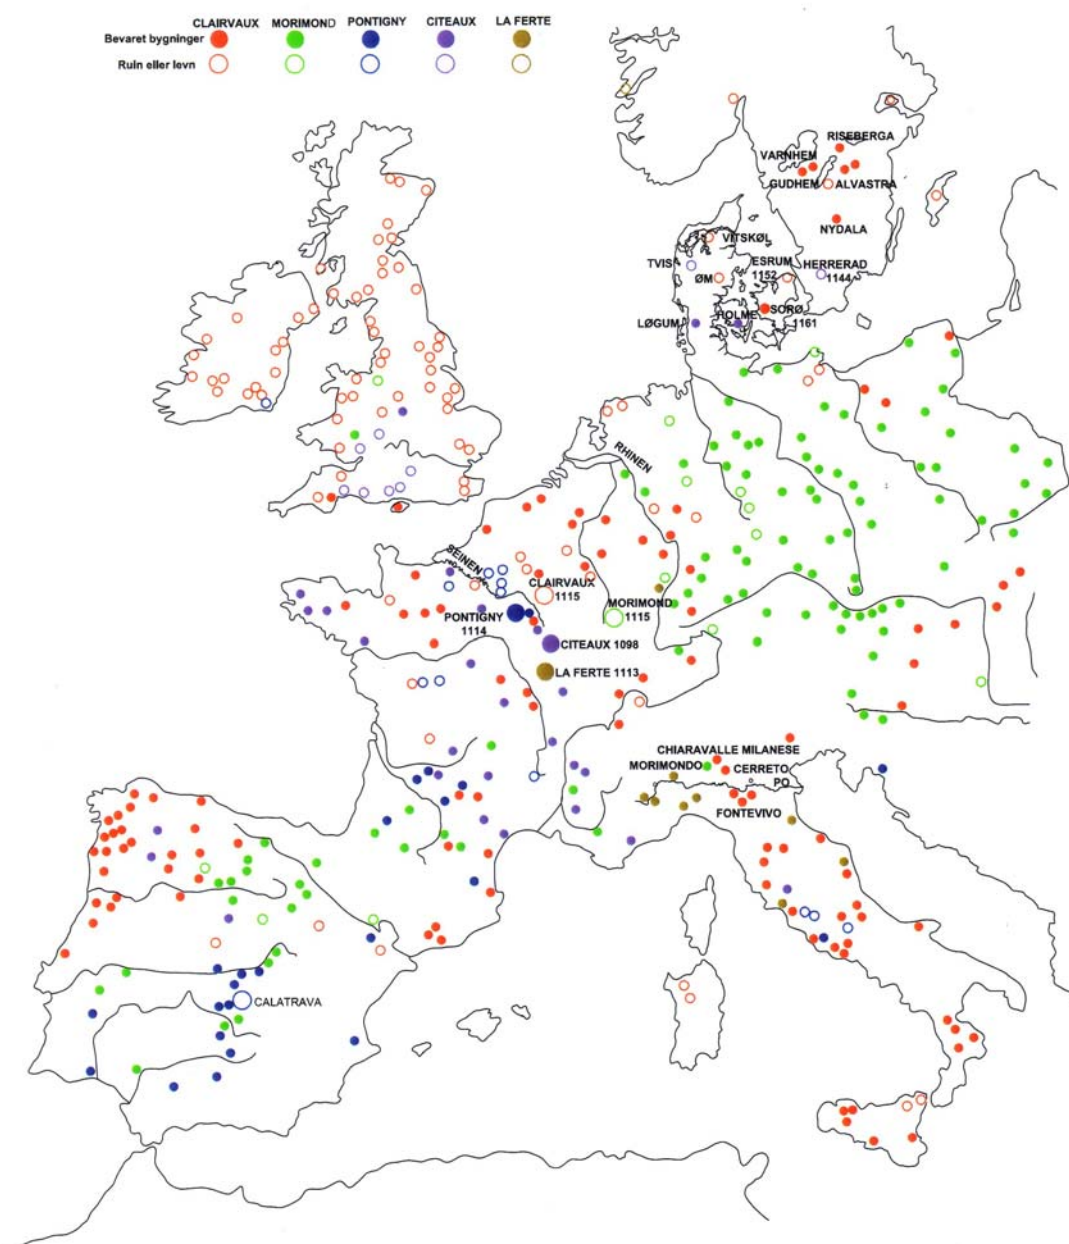 CLAIRVAUX MORIMOND PONTIGNY CITEAUX LA FERTE
Bevaret bygninger
Ruin eller levn
RISEBERGA
VARNHEM
GUDHEM ALVASTRA
NYDALA
VITSKØL
TVIS
ESRUM
1152
HERRERAD
1144
ØM
LØGUM
HOLME
SORØ
1161
RHINEN
SEINEN
CLAIRVAUX
1115
MORIMOND
1115
PONTIGNY
1114
CITEAUX 1098
LA FERTE 1113
CHIARAVALLE MILANESE
MORIMONDO
CERRETO
PO
FONTEVIVO
CALATRAVA